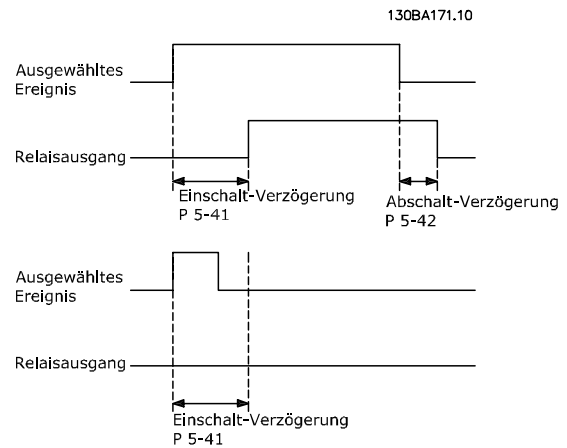 130BA171.10
Ausgewähltes
Ereignis
Relaisausgang
Einschalt-Verzögerung
P 5-41
Abschalt-Verzögerung
P 5-42
Ausgewähltes
Ereignis
Relaisausgang
Einschalt-Verzögerung
P 5-41